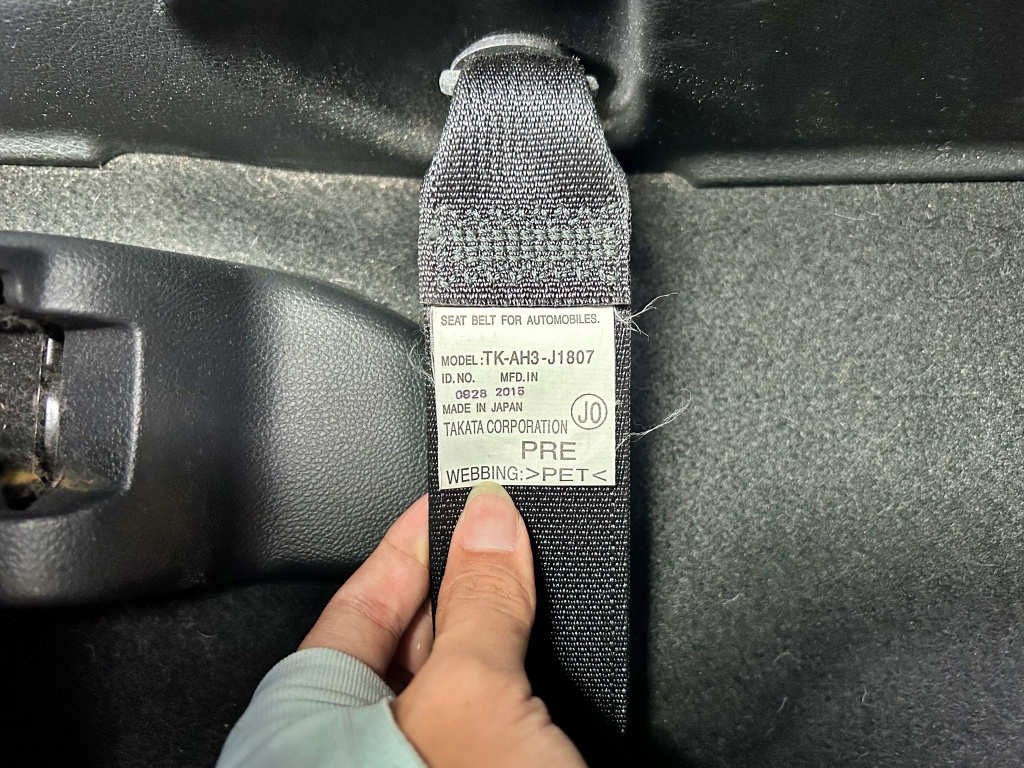 SEAT BELT FOR AUTOMOBILES.
MODEL:TK-AH3-J1807
ID.NO. MFD.IN
0828 2015
MADE IN JAPAN
JO
TAKATA CORPORATION
PRE
WEBBING:>PET<